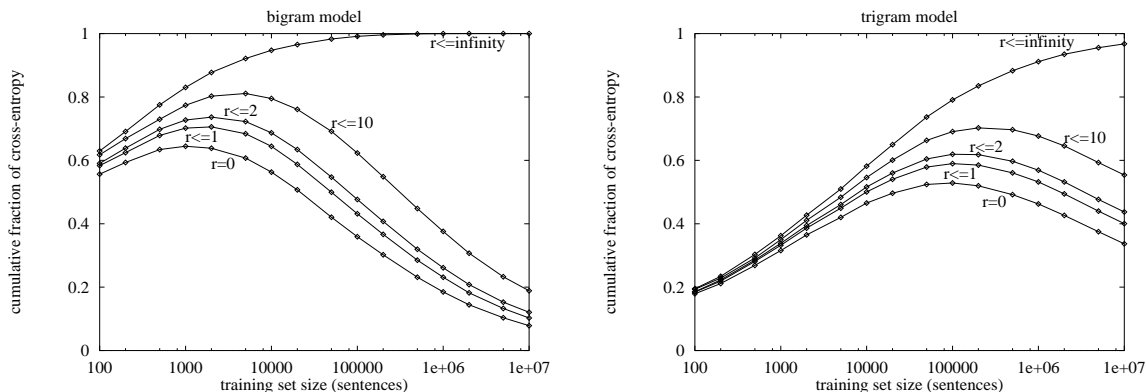 bigram model
cumulative fraction of cross-entropy
1
0.8
0.6
0.4
0.2
0
r<=infinity
r<=10
r<=2
r<=1
r=0
100
1000
10000
100000
1e+06
1e+07
training set size (sentences)
trigram model
cumulative fraction of cross-entropy
1
0.8
0.6
0.4
0.2
0
r<=infinity
r<=10
r<=2
r<=1
r=0
100
1000
10000
100000
1e+06
1e+07
training set size (sentences)